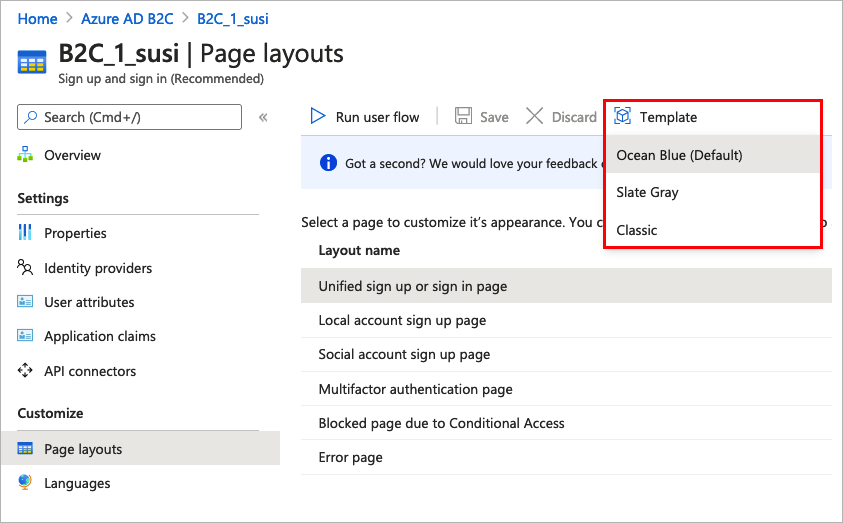 Home > Azure AD B2C > B2C_1_susi
B2C_1_susi | Page layouts
Sign up and sign in (Recommended)
Search (Cmd+/)
«
Overview
Settings
Properties
Identity providers
User attributes
Application claims
API connectors
Customize
Page layouts
Languages
Run user flow
Save
Discard
Template
Ocean Blue (Default)
Slate Gray
Classic
Got a second? We would love your feedback
Select a page to customize it’s appearance. You
Layout name
Unified sign up or sign in page
Local account sign up page
Social account sign up page
Multifactor authentication page
Blocked page due to Conditional Access
Error page